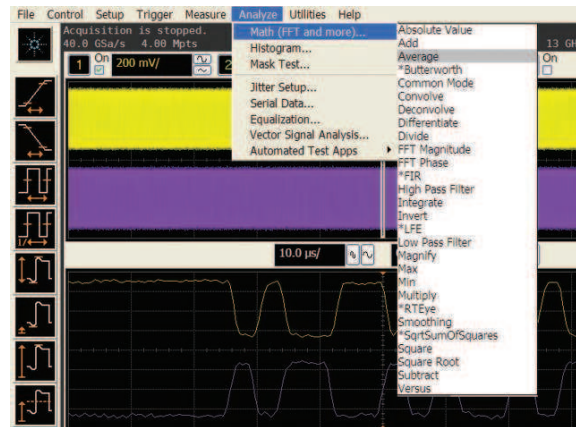 File Control Setup Trigger Measure Analyze Utilities Help
Acquisition is stopped.
40.0 GSa/s 4.00 Mpts
13 GH
1 On 200 mV/ 2
On
Math (FFT and more)...
Histogram...
Mask Test...
Jitter Setup...
Serial Data...
Equalization...
Vector Signal Analysis...
Automated Test Apps
Absolute Value
Add
Average
*Butterworth
Common Mode
Convolve
Deconvolve
Differentiate
Divide
FFT Magnitude
FFT Phase
*FIR
High Pass Filter
Integrate
Invert
*LFE
Low Pass Filter
Magnify
Max
Min
Multiply
*RTEye
Smoothing
*SqrtSumOfSquares
Square
Square Root
Subtract
Versus
1/
10.0 µs/